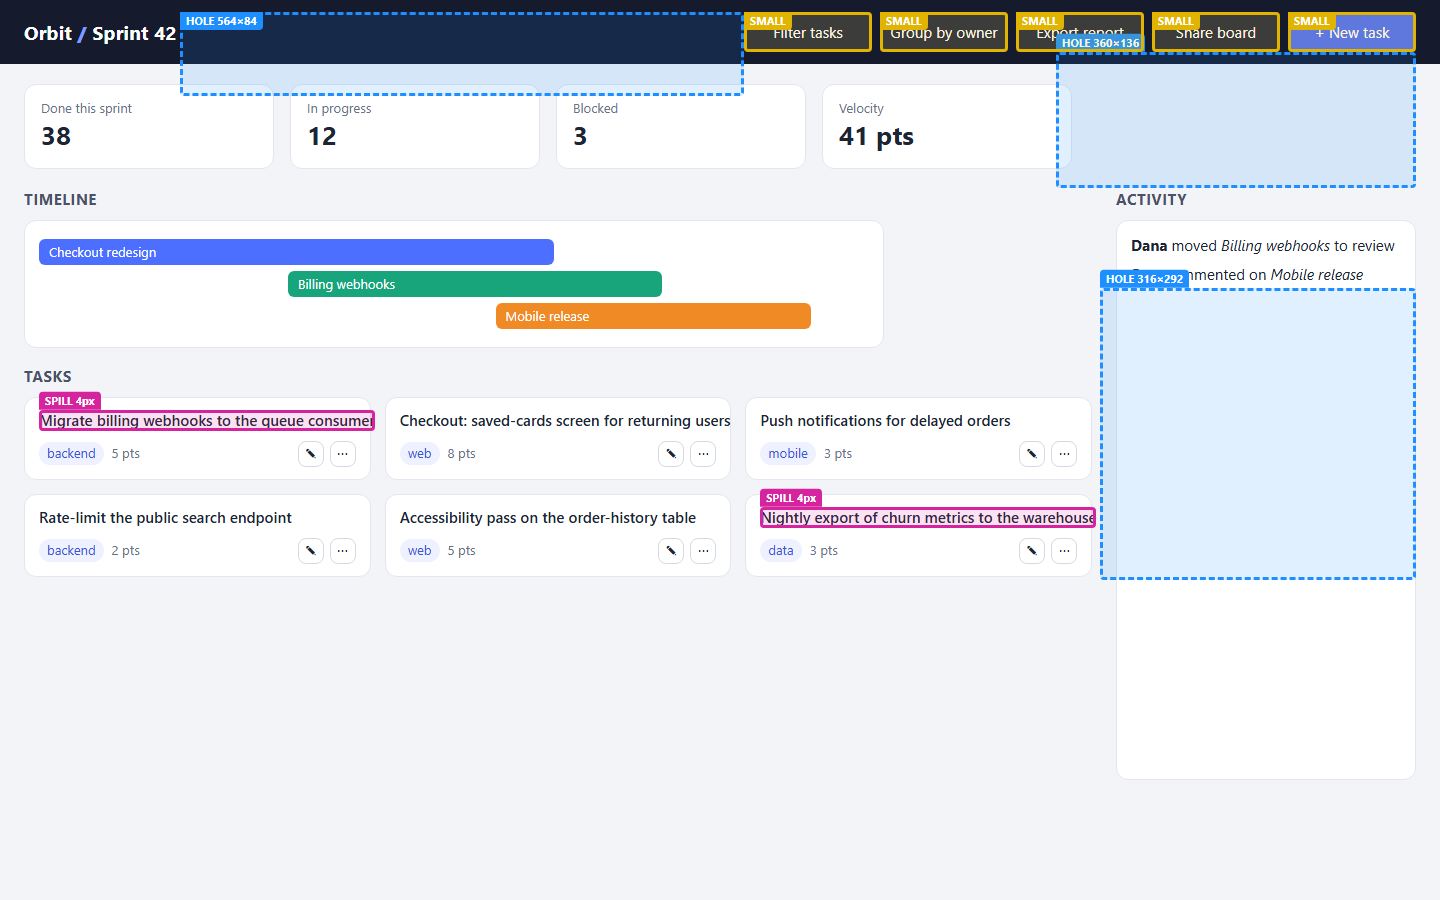 Orbit / Sprint 42
HOLE 564×84
SMALL
Filter tasks
SMALL
Group by owner
SMALL
Export report
SMALL
Share board
SMALL
+ New task
HOLE 360×136
Done this sprint
38
In progress
12
Blocked
3
Velocity
41 pts
TIMELINE
Checkout redesign
Billing webhooks
Mobile release
ACTIVITY
Dana moved Billing webhooks to review
commented on Mobile release
HOLE 316×292
TASKS
SPILL 4px
Migrate billing webhooks to the queue consumer
backend 5 pts
Checkout: saved-cards screen for returning users
web 8 pts
Push notifications for delayed orders
mobile 3 pts
Rate-limit the public search endpoint
backend 2 pts
Accessibility pass on the order-history table
web 5 pts
SPILL 4px
Nightly export of churn metrics to the warehouse
data 3 pts